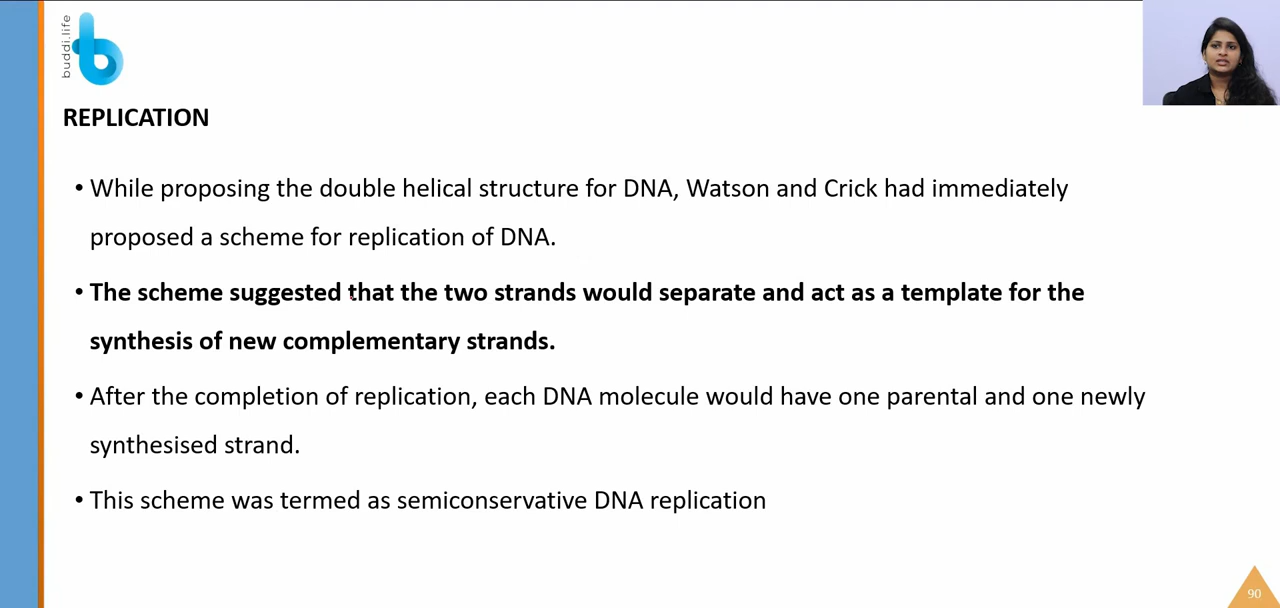 buddi.life
REPLICATION
• While proposing the double helical structure for DNA, Watson and Crick had immediately
proposed a scheme for replication of DNA.
• The scheme suggested that the two strands would separate and act as a template for the
synthesis of new complementary strands.
• After the completion of replication, each DNA molecule would have one parental and one newly
synthesised strand.
• This scheme was termed as semiconservative DNA replication
90